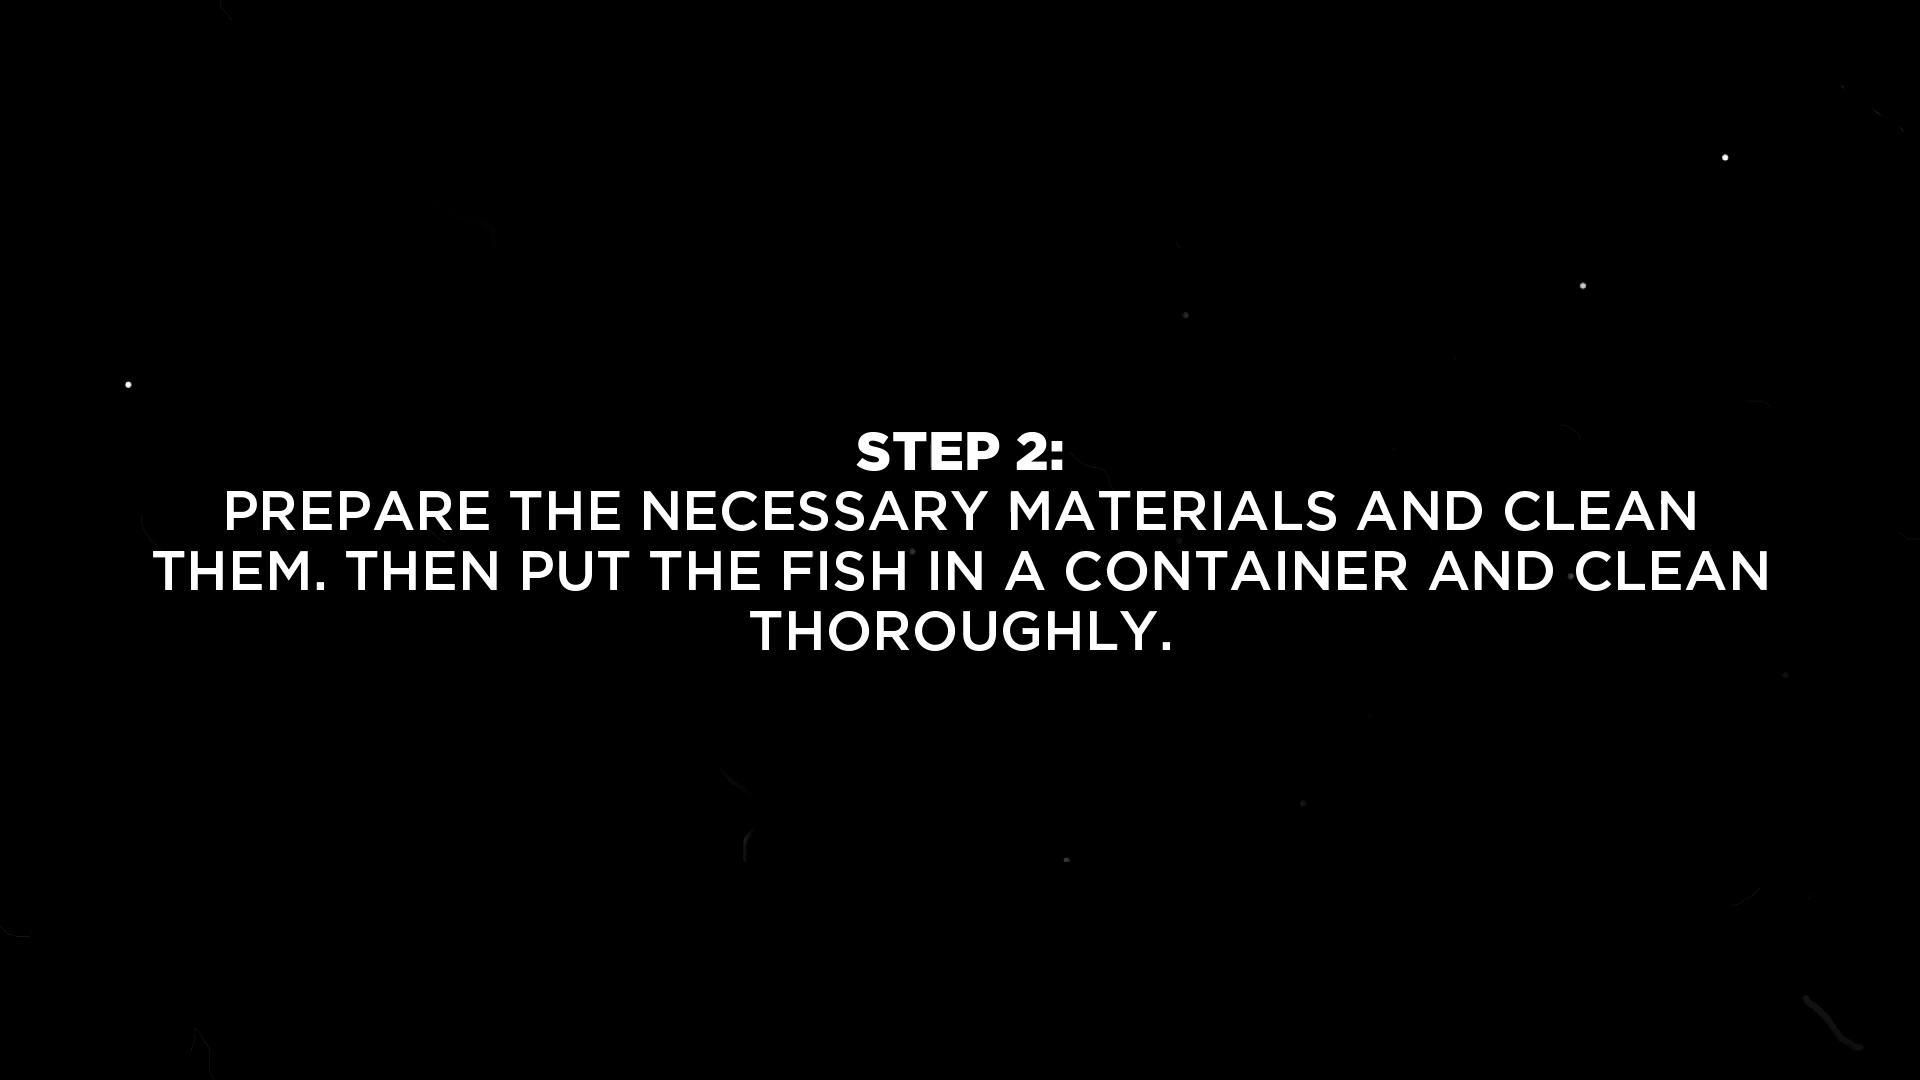 STEP 2:
PREPARE THE NECESSARY MATERIALS AND CLEAN
THEM. THEN PUT THE FISH IN A CONTAINER AND CLEAN
THOROUGHLY.